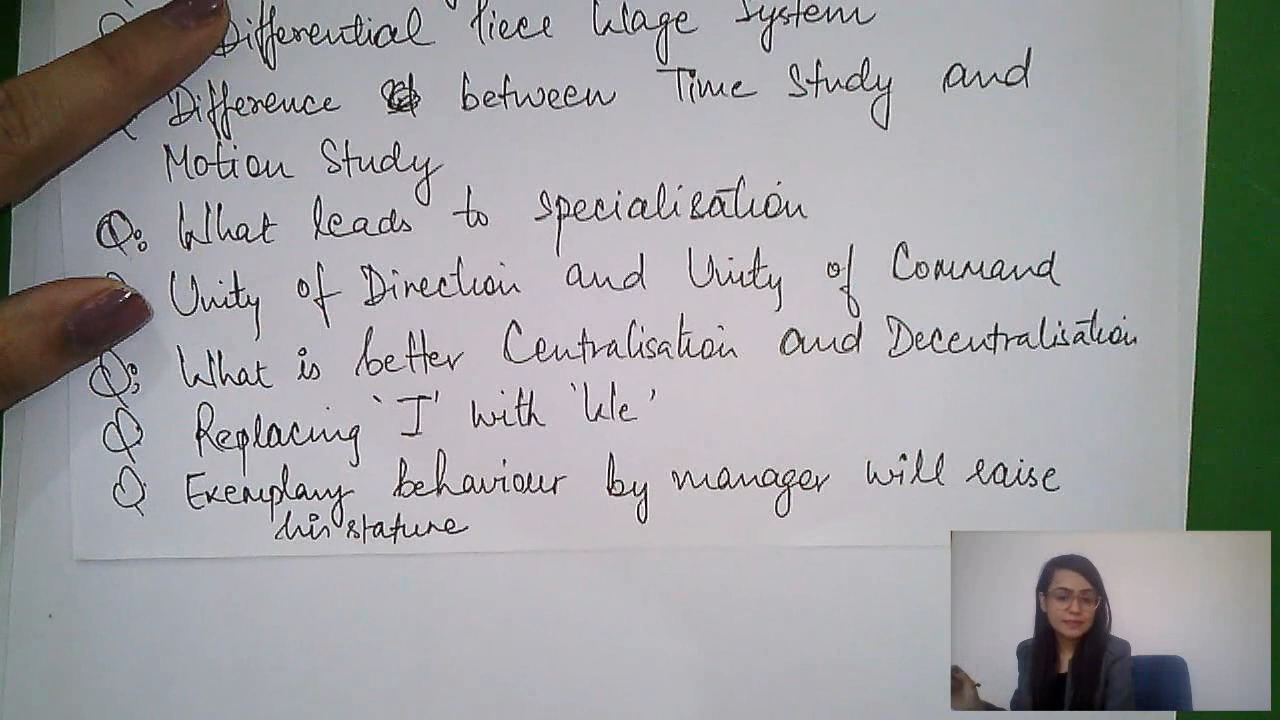 Differential Piece Wage System
Difference between Time Study and
Motion Study
Q: What leads to specialisation
Unity of Direction and Unity of Command
Q: What is better Centralisation and Decentralisation
Q Replacing 'I' with 'We'
Q Exemplary behaviour by manager will raise
his stature